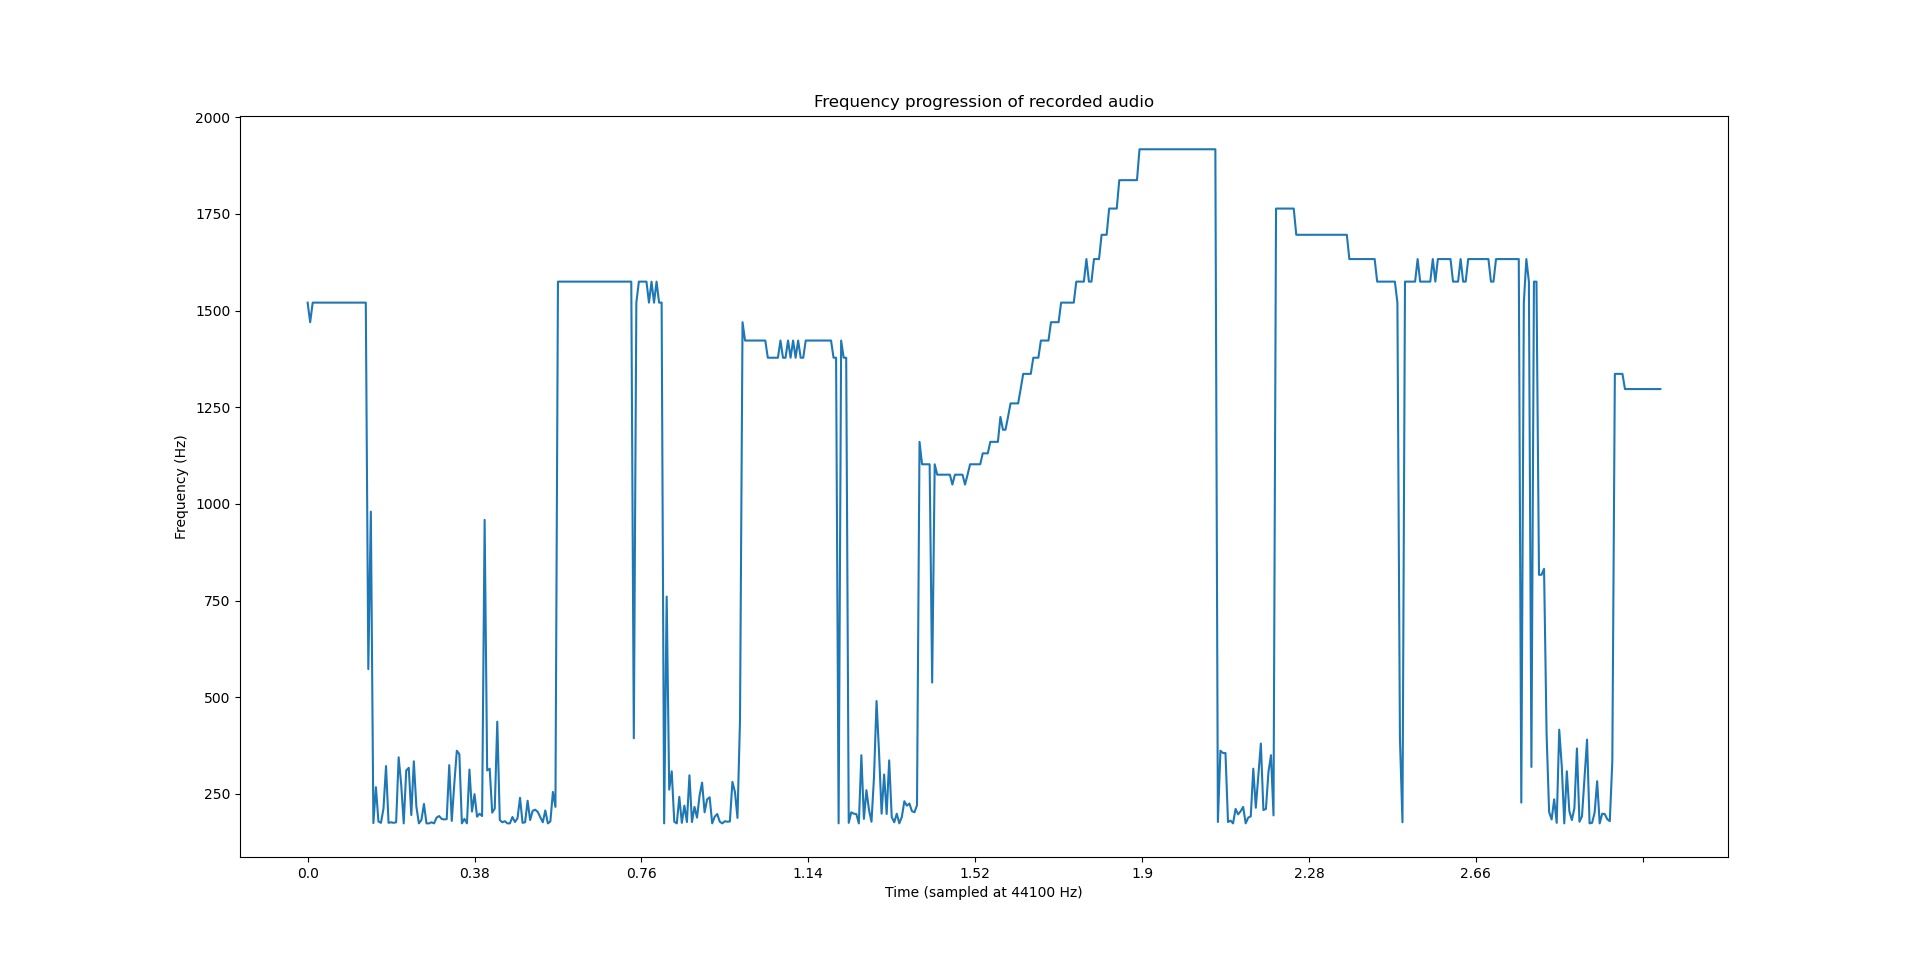 Frequency progression of recorded audio
2000
1750
1500
1250
1000
750
500
250
Frequency (Hz)
0.0 0.38 0.76 1.14 1.52 1.9 2.28 2.66
Time (sampled at 44100 Hz)